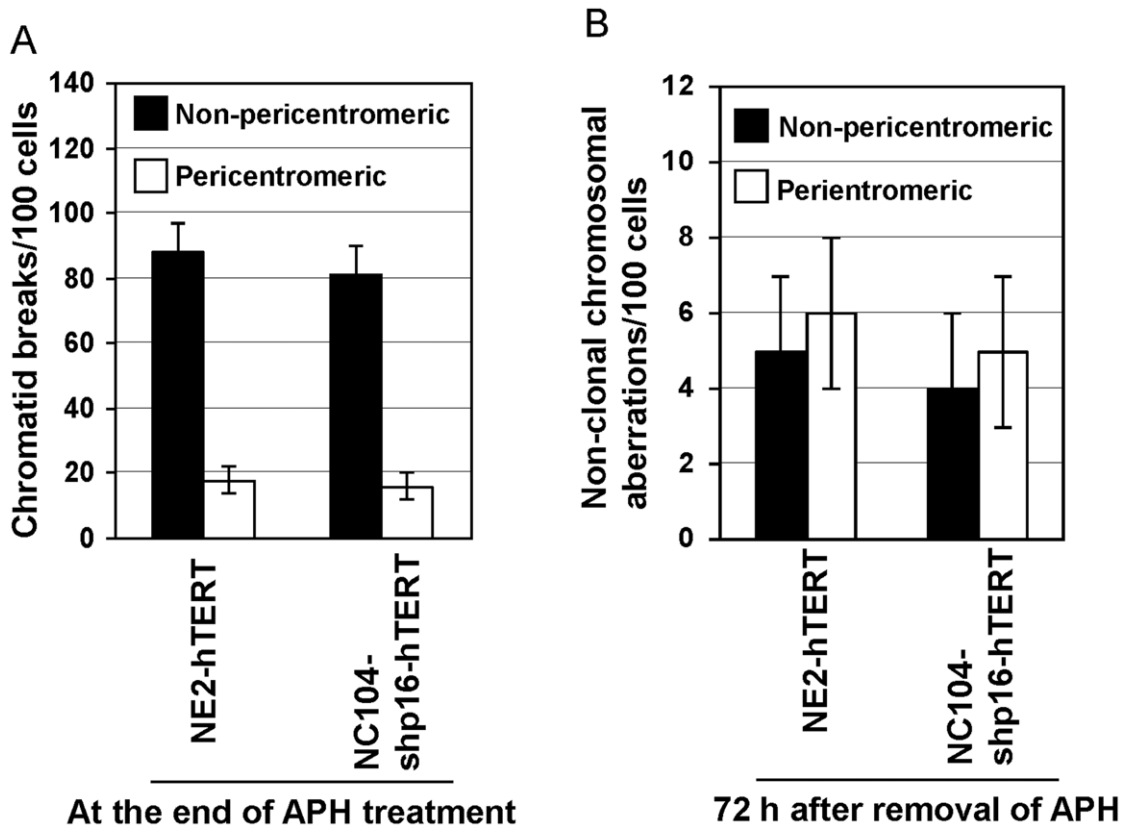 A
Chromatid breaks/100 cells
140
120
100
80
60
40
20
0
Non-pericentromeric
Pericentromeric
NE2-hTERT
NC104-
shp16-hTERT
At the end of APH treatment
B
Non-clonal chromosomal
aberrations/100 cells
12
10
8
6
4
2
0
Non-pericentromeric
Perientromeric
NE2-hTERT
NC104-
shp16-hTERT
72 h after removal of APH